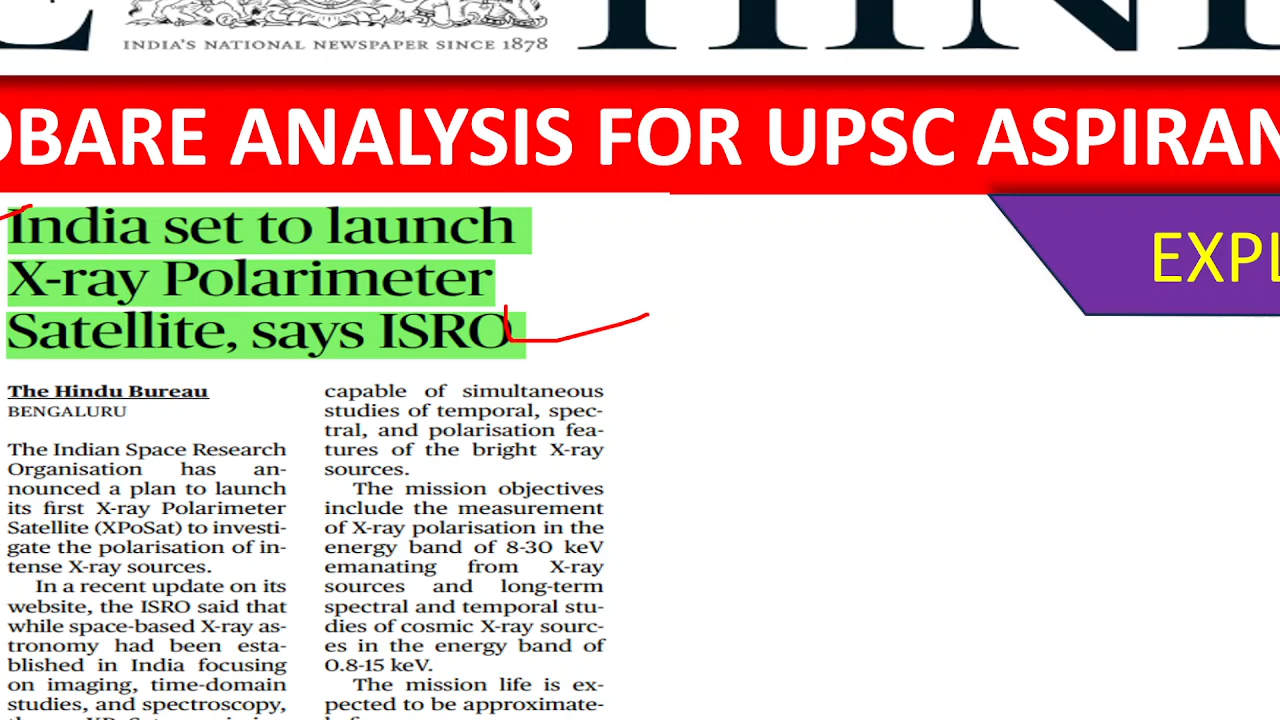 INDIA'S NATIONAL NEWSPAPER SINCE 1878
ANALYSIS FOR UPSC
India set to launch
X-ray Polarimeter
Satellite, says ISRO
The Hindu Bureau
BENGALURU
The Indian Space Research
Organisation has an-
nounced a plan to launch
its first X-ray Polarimeter
Satellite (XPoSat) to investi-
gate the polarisation of in-
tense X-ray sources.
In a recent update on its
website, the ISRO said that
while space-based X-ray as-
tronomy had been esta-
blished in India focusing
on imaging, time-domain
studies, and spectroscopy,
capable of simultaneous
studies of temporal, spec-
tral, and polarisation fea-
tures of the bright X-ray
sources.
The mission objectives
include the measurement
of X-ray polarisation in the
energy band of 8-30 keV
emanating from X-ray
sources and long-term
spectral and temporal stu-
dies of cosmic X-ray sourc-
es in the energy band of
0.8-15 keV.
The mission life is ex-
pected to be approximate-